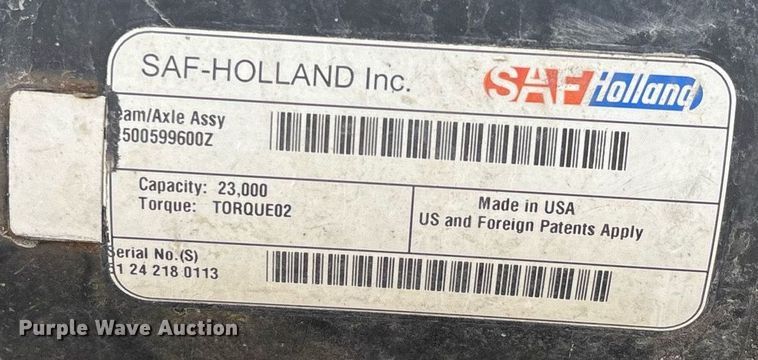 SAF-HOLLAND Inc.
SAF Holland
eam/Axle Assy
500599600Z
Capacity: 23,000
Torque: TORQUE02
Made in USA
US and Foreign Patents Apply
Serial No.(S)
1 24 218 0113
Purple Wave Auction